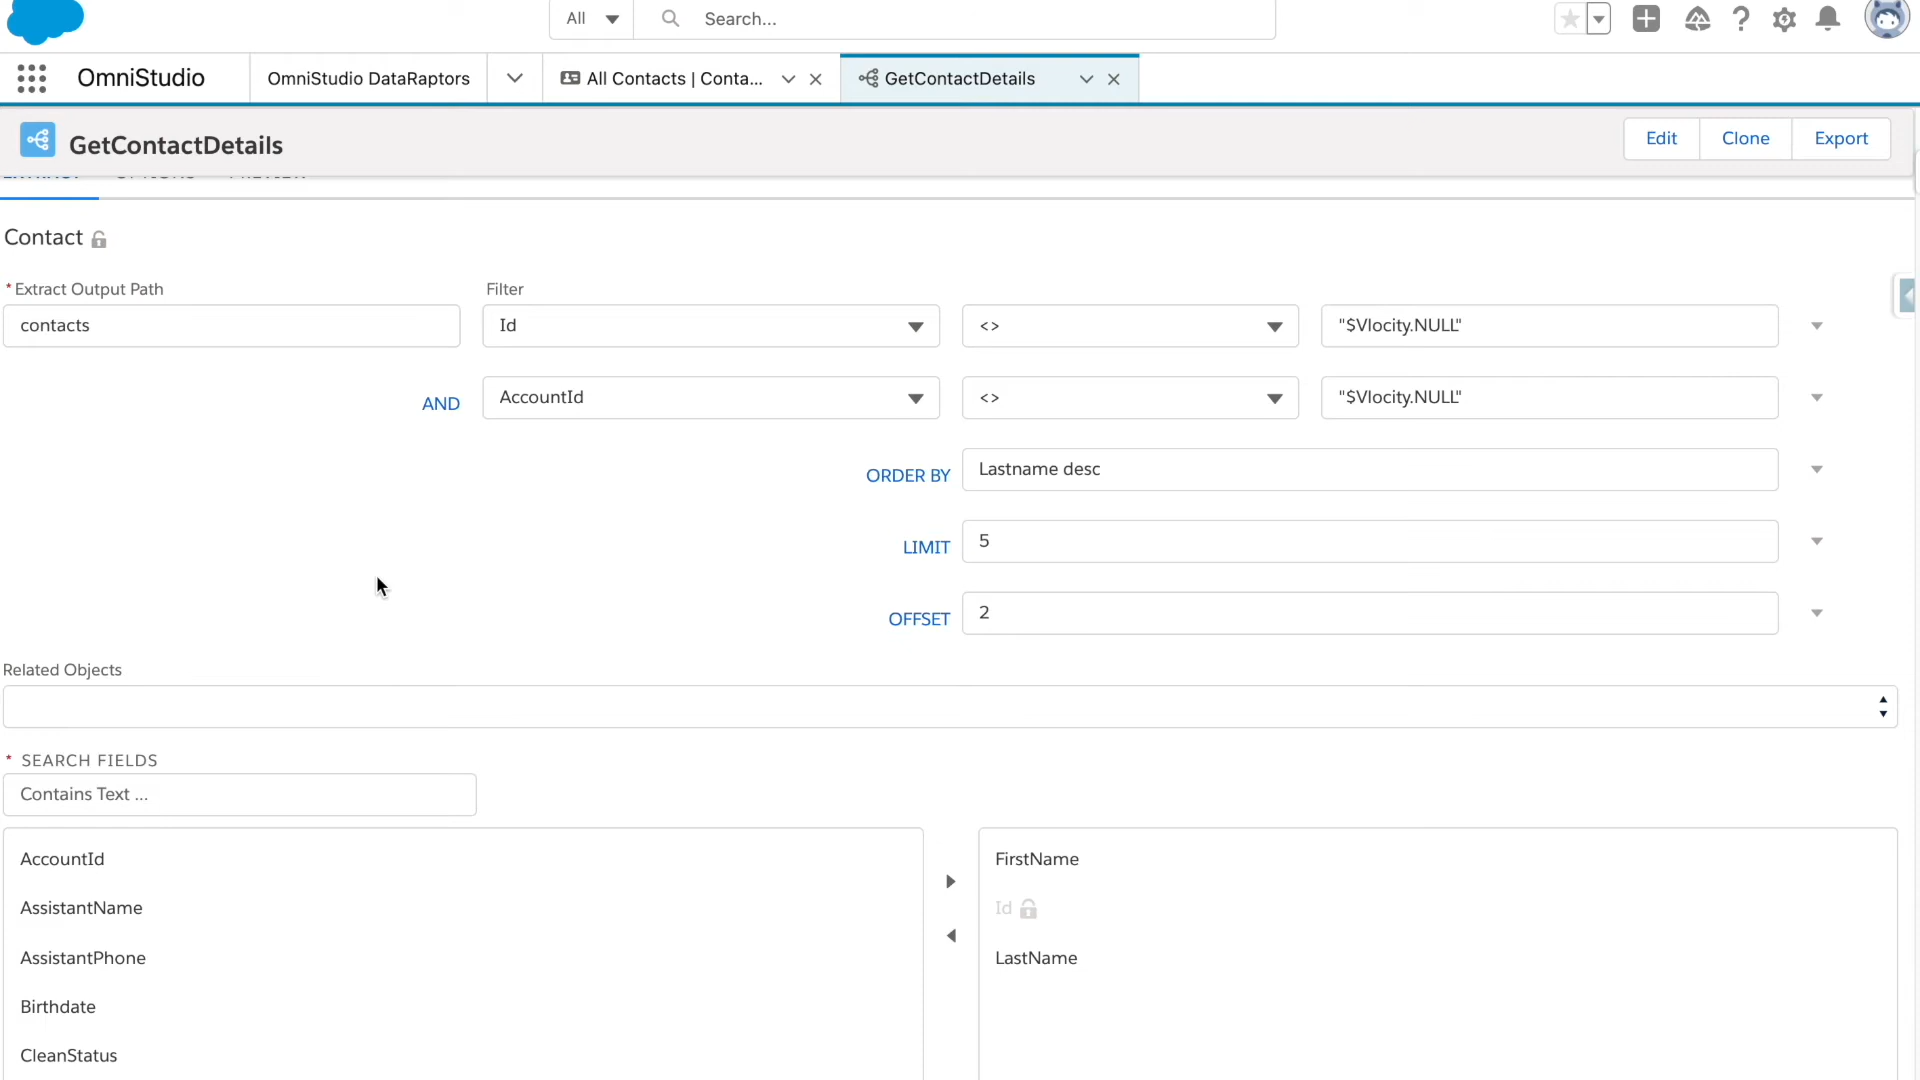 All
Search...
OmniStudio
OmniStudio DataRaptors
All Contacts | Conta...
GetContactDetails
GetContactDetails
Edit
Clone
Export
Contact
* Extract Output Path
Filter
contacts
Id
<>
"$Vlocity.NULL"
AND
AccountId
<>
"$Vlocity.NULL"
ORDER BY
Lastname desc
LIMIT
5
OFFSET
2
Related Objects
* SEARCH FIELDS
Contains Text ...
AccountId
FirstName
AssistantName
Id
AssistantPhone
LastName
Birthdate
CleanStatus